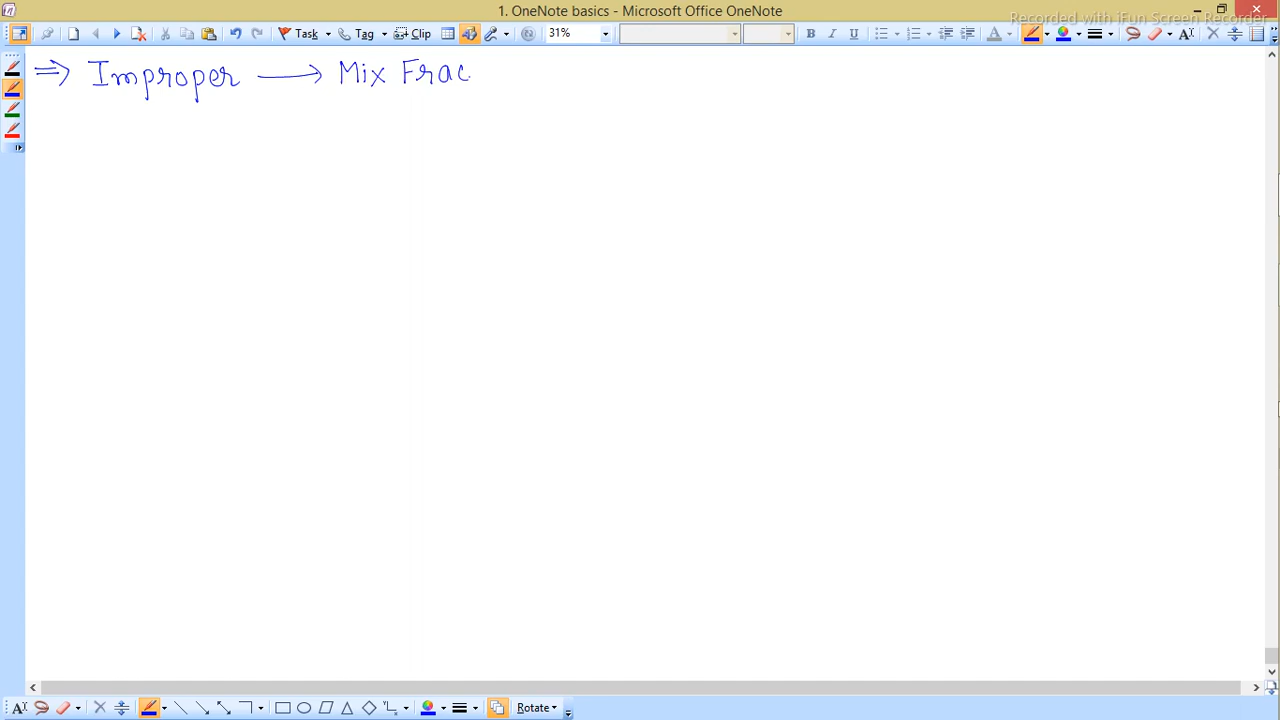 1. OneNote basics - Microsoft Office OneNote
Recorded with iFun Screen Recorder
Task Tag Clip 31% B I U A A
⇒ Improper ⟶ Mix Frac
A Rotate